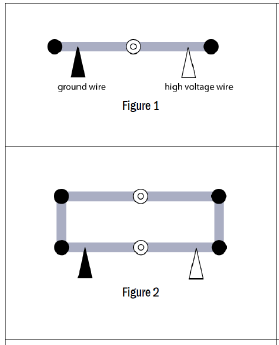 ground wire
high voltage wire
Figure 1
Figure 2